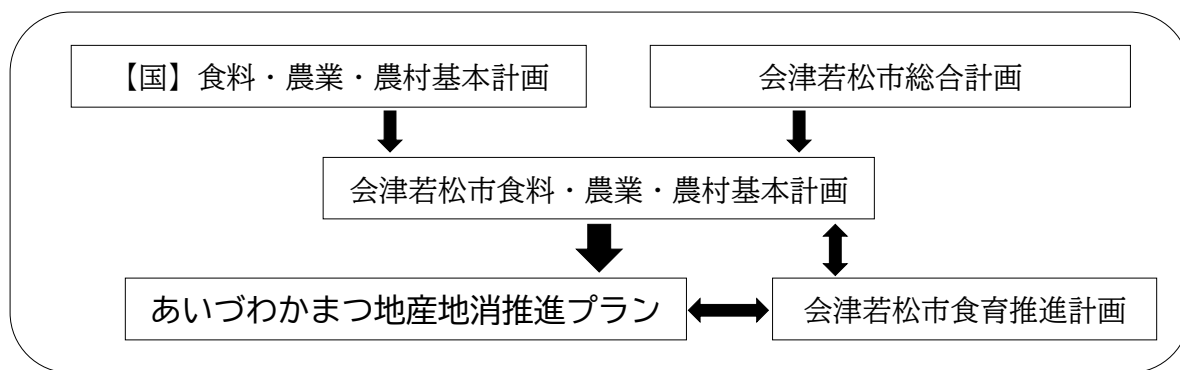 【国】食料・農業・農村基本計画
会津若松市総合計画
会津若松市食料・農業・農村基本計画
あいづわかまつ地産地消推進プラン
会津若松市食育推進計画